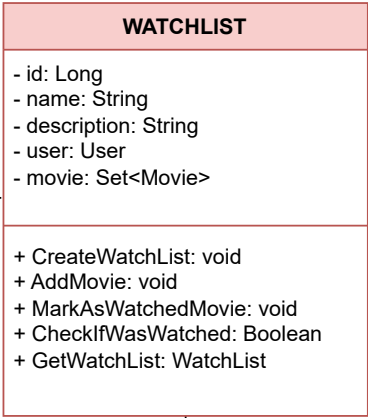 WATCHLIST
- id: Long
- name: String
- description: String
- user: User
- movie: Set<Movie>
+ CreateWatchList: void
+ AddMovie: void
+ MarkAsWatchedMovie: void
+ CheckIfWasWatched: Boolean
+ GetWatchList: WatchList